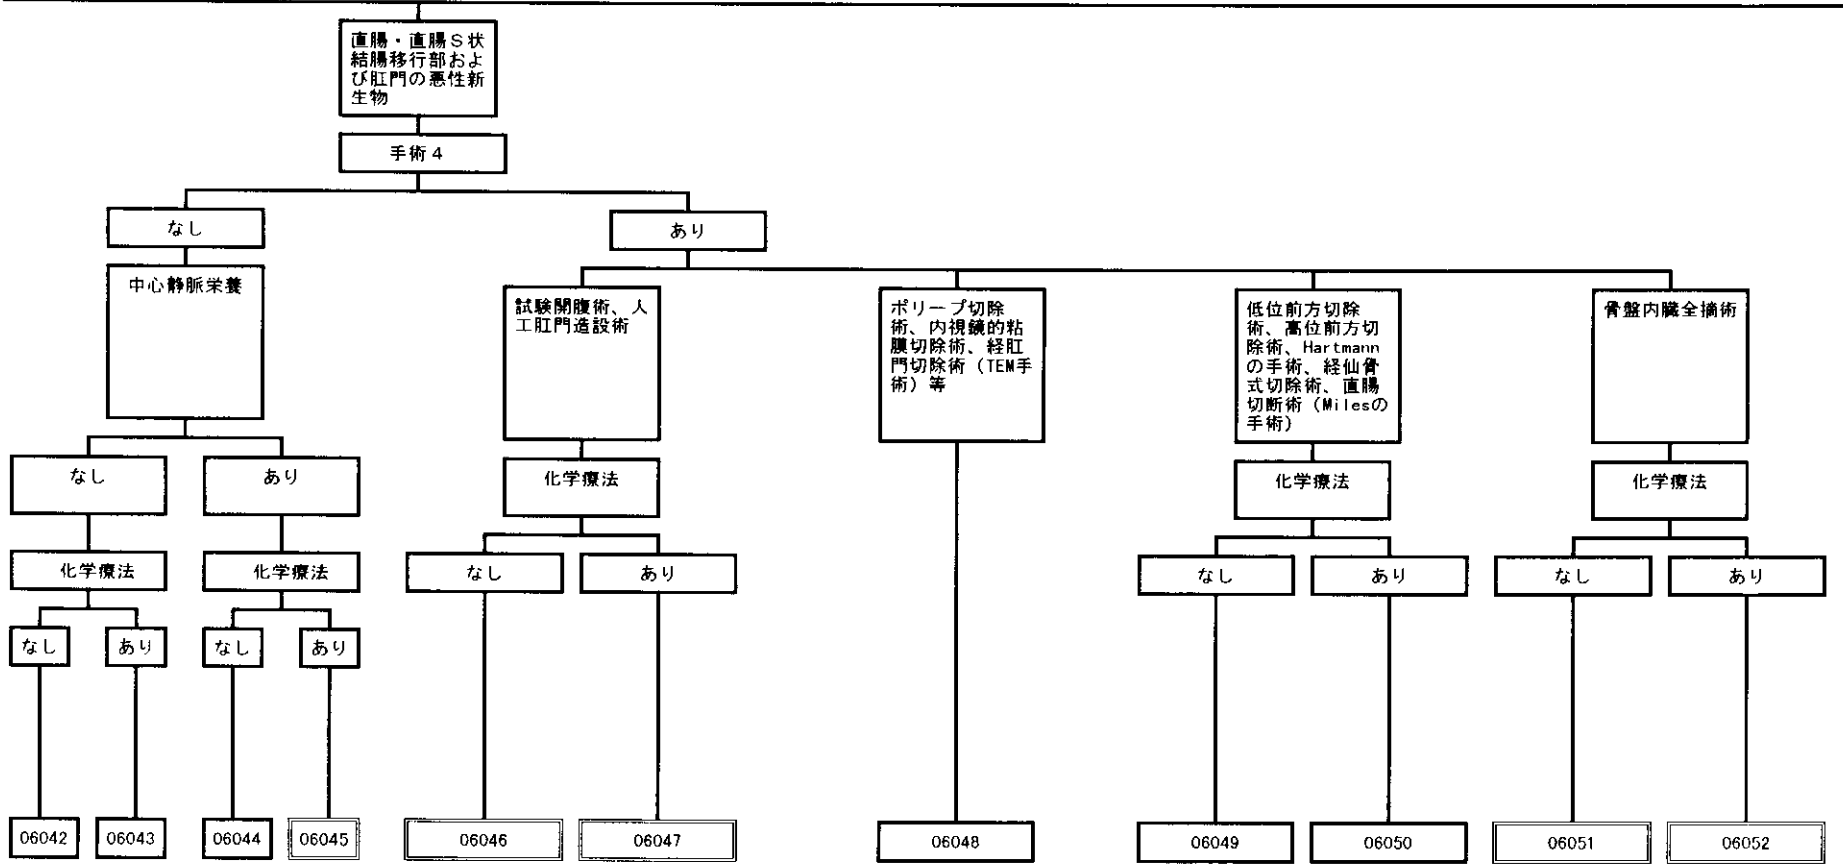 直腸・直腸S状
結腸移行部およ
び肛門の悪性新
生物
手術4
なし
あり
中心静脈栄養
試験開腹術、人
工肛門造設術
ポリープ切除
術、内視鏡的粘
膜切除術、経肛
門切除術（TEM手
術）等
低位前方切除
術、高位前方切
除術、Hartmann
の手術、経仙骨
式切除術、直腸
切断術（Milesの
手術）
骨盤内臓全摘術
なし
あり
化学療法
化学療法
化学療法
化学療法
化学療法
なし
あり
なし
あり
なし
あり
なし
あり
なし
あり
06042
06043
06044
06045
06046
06047
06048
06049
06050
06051
06052